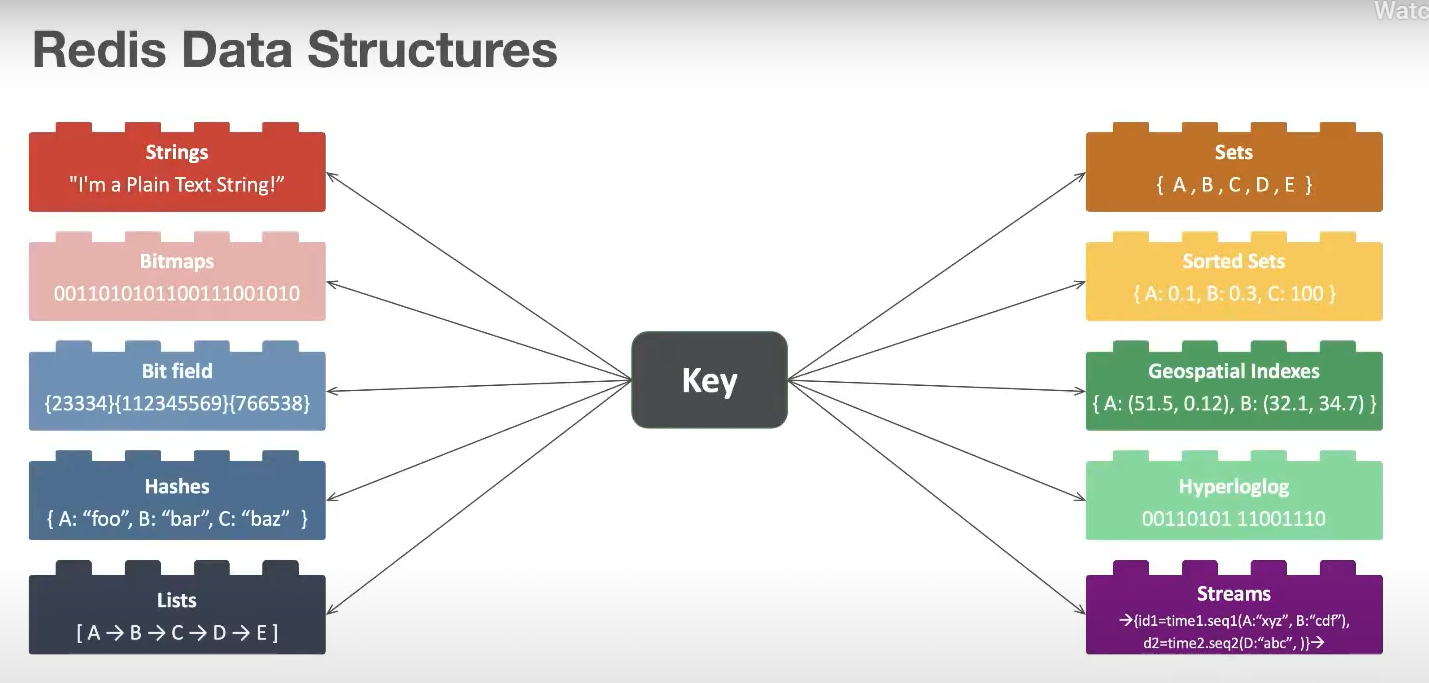 Watc
Redis Data Structures
Strings
"I'm a Plain Text String!”
Bitmaps
0011010101100111001010
Bit field
{23334}{112345569}{766538}
Hashes
{ A: “foo”, B: “bar”, C: “baz” }
Lists
[ A → B → C → D → E ]
Key
Sets
{ A , B , C , D , E }
Sorted Sets
{ A: 0.1, B: 0.3, C: 100 }
Geospatial Indexes
{ A: (51.5, 0.12), B: (32.1, 34.7) }
Hyperloglog
00110101 11001110
Streams
→{id1=time1.seq1(A:“xyz”, B:“cdf”),
d2=time2.seq2(D:“abc”, )}→